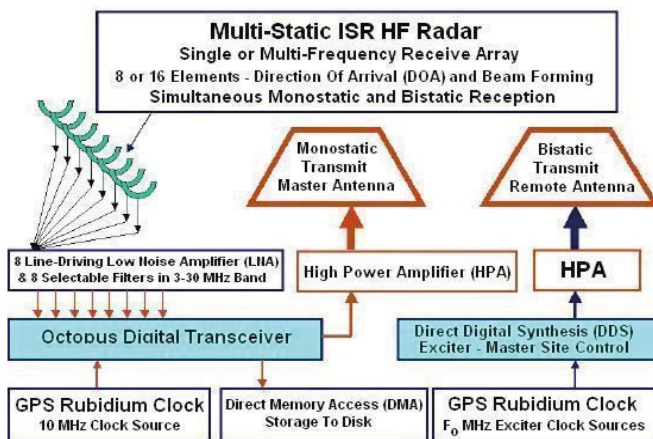 Multi-Static ISR HF Radar
Single or Multi-Frequency Receive Array
8 or 16 Elements - Direction Of Arrival (DOA) and Beam Forming
Simultaneous Monostatic and Bistatic Reception
Monostatic
Transmit
Master Antenna
Bistatic
Transmit
Remote Antenna
8 Line-Driving Low Noise Amplifier (LNA)
& 8 Selectable Filters in 3-30 MHz Band
High Power Amplifier (HPA)
HPA
Octopus Digital Transceiver
Direct Digital Synthesis (DDS)
Exciter - Master Site Control
GPS Rubidium Clock
10 MHz Clock Source
Direct Memory Access (DMA)
Storage To Disk
GPS Rubidium Clock
F0 MHz Exciter Clock Sources